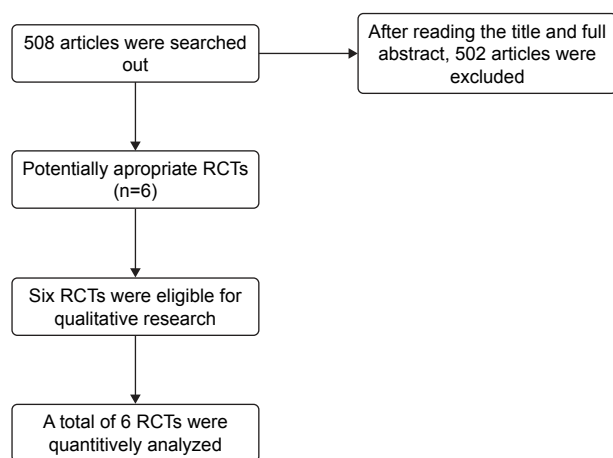 508 articles were searched
out
After reading the title and full
abstract, 502 articles were
excluded
Potentially apropriate RCTs
(n=6)
Six RCTs were eligible for
qualitative research
A total of 6 RCTs were
quantitively analyzed